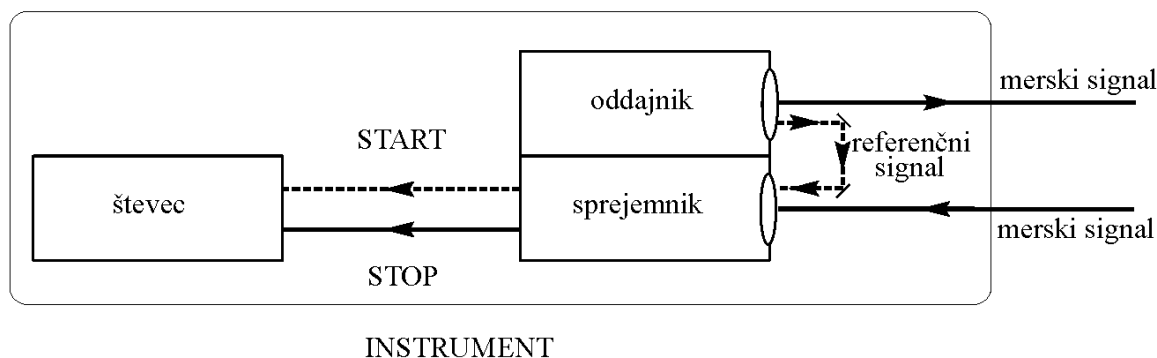 oddajnik
merski signal
START
referenčni
signal
števec
sprejemnik
merski signal
STOP
INSTRUMENT